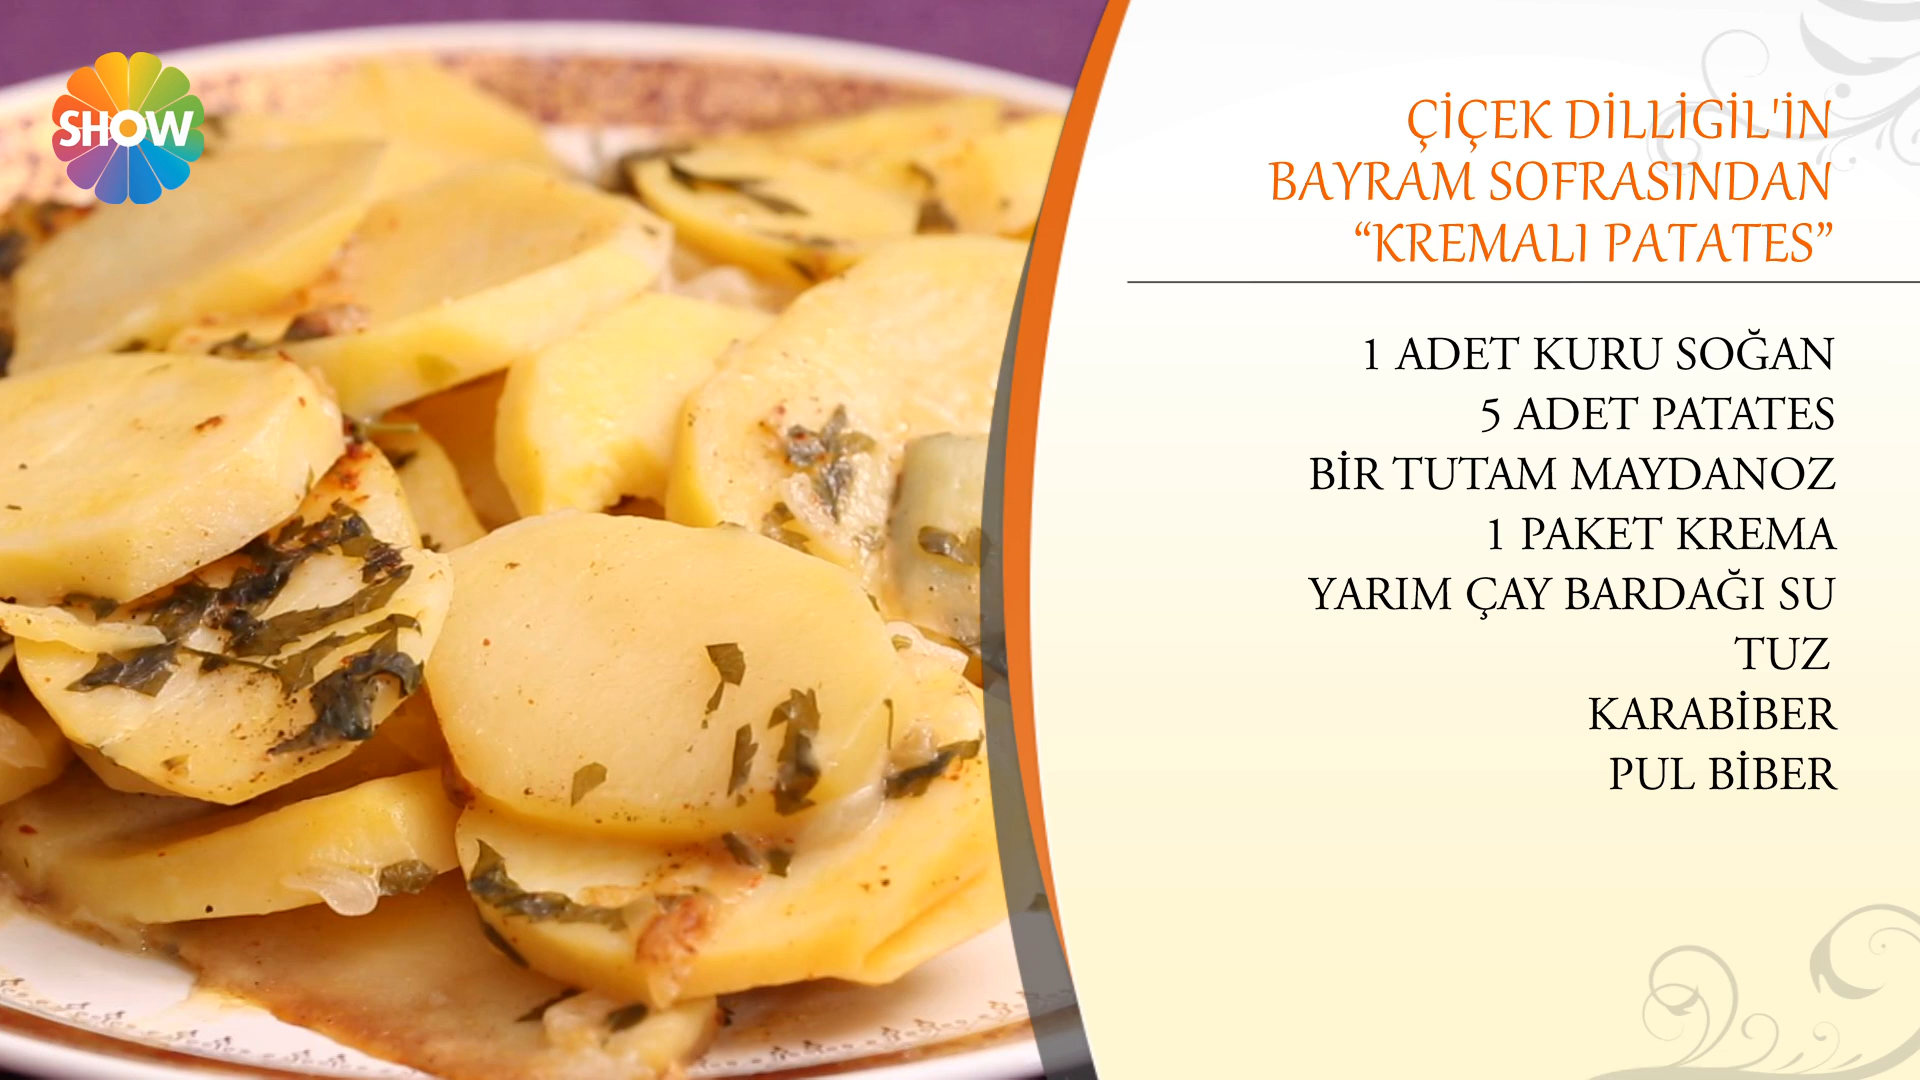 SHOW
ÇİÇEK DİLLİGİL'İN
BAYRAM SOFRASINDAN
“KREMALI PATATES”
1 ADET KURU SOĞAN
5 ADET PATATES
BİR TUTAM MAYDANOZ
1 PAKET KREMA
YARIM ÇAY BARDAĞI SU
TUZ
KARABİBER
PUL BİBER